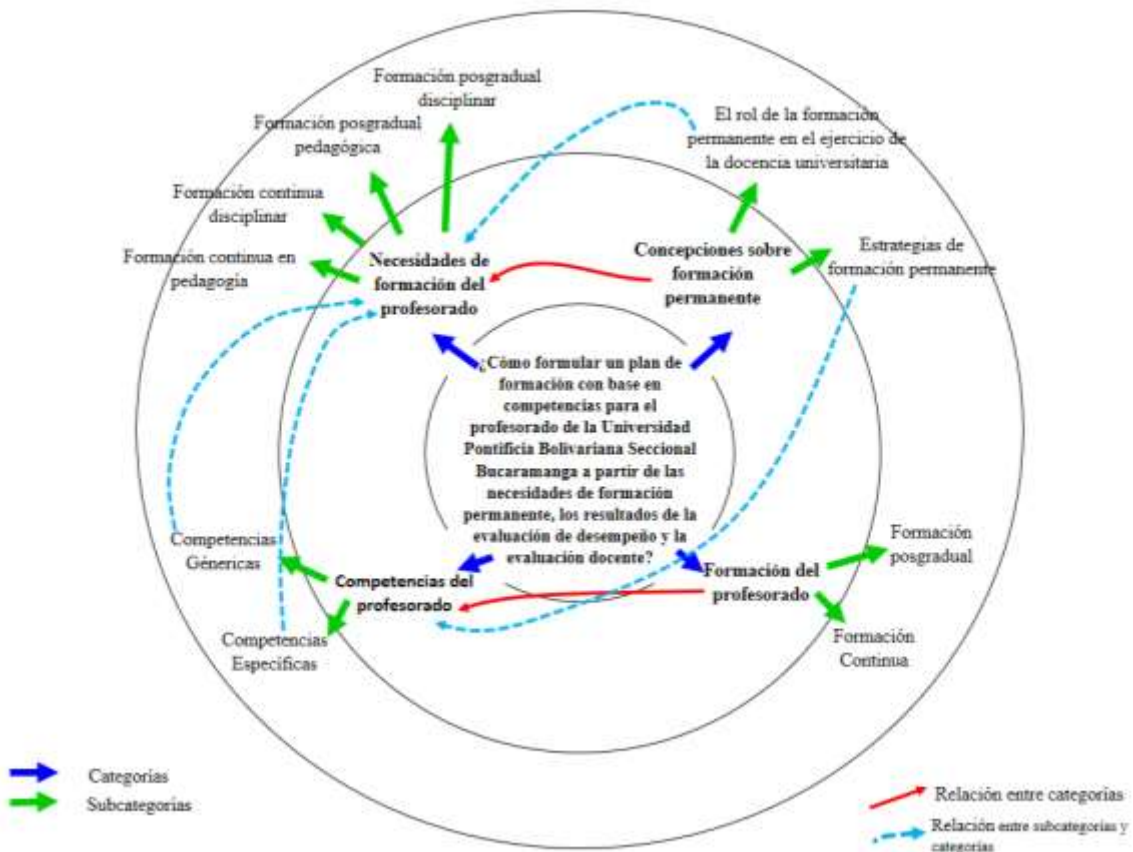 Formación posgradual
disciplinar
Formación posgradual
pedagógica
Formación continua
disciplinar
Formación continua en
pedagogía
El rol de la formación
permanente en el ejercicio de
la docencia universitaria
Estrategias de
formación permanente
Necesidades de
formación del
profesorado
Concepciones sobre
formación
permanente
¿Cómo formular un plan de
formación con base en
competencias para el
profesorado de la Universidad
Pontificia Bolivariana Seccional
Bucaramanga a partir de las
necesidades de formación
permanente, los resultados de la
evaluación de desempeño y la
evaluación docente?
Competencias
Génericas
Competencias del
profesorado
Competencias
Específicas
Formación del
profesorado
Formación
posgradual
Formación
Continua
Categorías
Subcategorías
Relación entre categorías
Relación entre subcategorías y
categorías